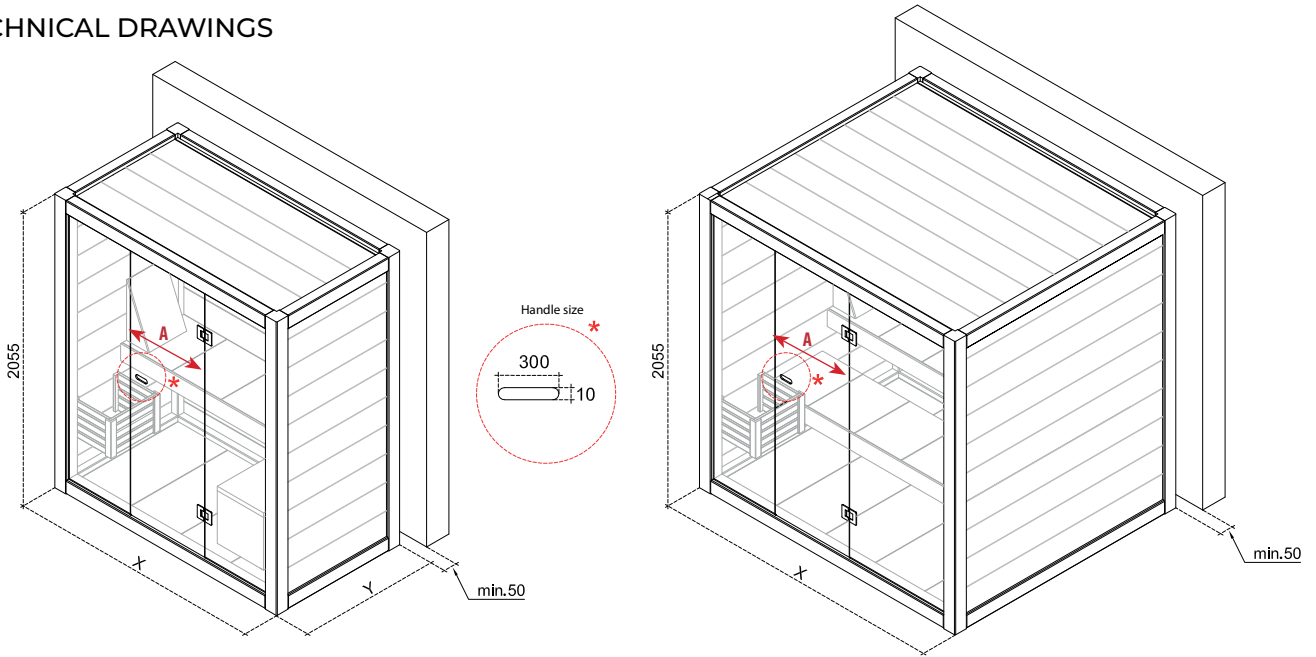 CHNICAL DRAWINGS
2055
A
*
X
Y
min.50
Handle size
*
300
10
2055
A
*
X
min.50